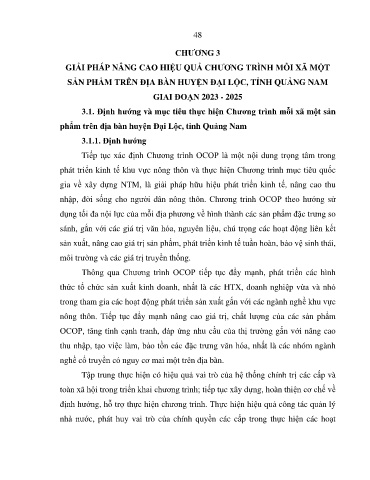 48
CHƯƠNG 3
GIẢI PHÁP NÂNG CAO HIỆU QUẢ CHƯƠNG TRÌNH MỖI XÃ MỘT
SẢN PHẨM TRÊN ĐỊA BÀN HUYỆN ĐẠI LỘC, TỈNH QUẢNG NAM
GIAI ĐOẠN 2023 - 2025
3.1. Định hướng và mục tiêu thực hiện Chương trình mỗi xã một sản
phẩm trên địa bàn huyện Đại Lộc, tỉnh Quảng Nam
3.1.1. Định hướng
Tiếp tục xác định Chương trình OCOP là một nội dung trọng tâm trong
phát triển kinh tế khu vực nông thôn và thực hiện Chương trình mục tiêu quốc
gia về xây dựng NTM, là giải pháp hữu hiệu phát triển kinh tế, nâng cao thu
nhập, đời sống cho người dân nông thôn. Chương trình OCOP theo hướng sử
dụng tối đa nội lực của mỗi địa phương về hình thành các sản phẩm đặc trưng so
sánh, gắn với các giá trị văn hóa, nguyên liệu, chú trọng các hoạt động liên kết
sản xuất, nâng cao giá trị sản phẩm, phát triển kinh tế tuần hoàn, bảo vệ sinh thái,
môi trường và các giá trị truyền thống.
Thông qua Chương trình OCOP tiếp tục đẩy mạnh, phát triển các hình
thức tổ chức sản xuất kinh doanh, nhất là các HTX, doanh nghiệp vừa và nhỏ
trong tham gia các hoạt động phát triển sản xuất gắn với các ngành nghề khu vực
nông thôn. Tiếp tục đẩy mạnh nâng cao giá trị, chất lượng của các sản phẩm
OCOP, tăng tính cạnh tranh, đáp ứng nhu cầu của thị trường gắn với nâng cao
thu nhập, tạo việc làm, bảo tồn các đặc trưng văn hóa, nhất là các nhóm ngành
nghề cổ truyền có nguy cơ mai một trên địa bàn.
Tập trung thực hiện có hiệu quả vai trò của hệ thống chính trị các cấp và
toàn xã hội trong triển khai chương trình; tiếp tục xây dựng, hoàn thiện cơ chế về
định hướng, hỗ trợ thực hiện chương trình. Thực hiện hiệu quả công tác quản lý
nhà nước, phát huy vai trò của chính quyền các cấp trong thực hiện các hoạt